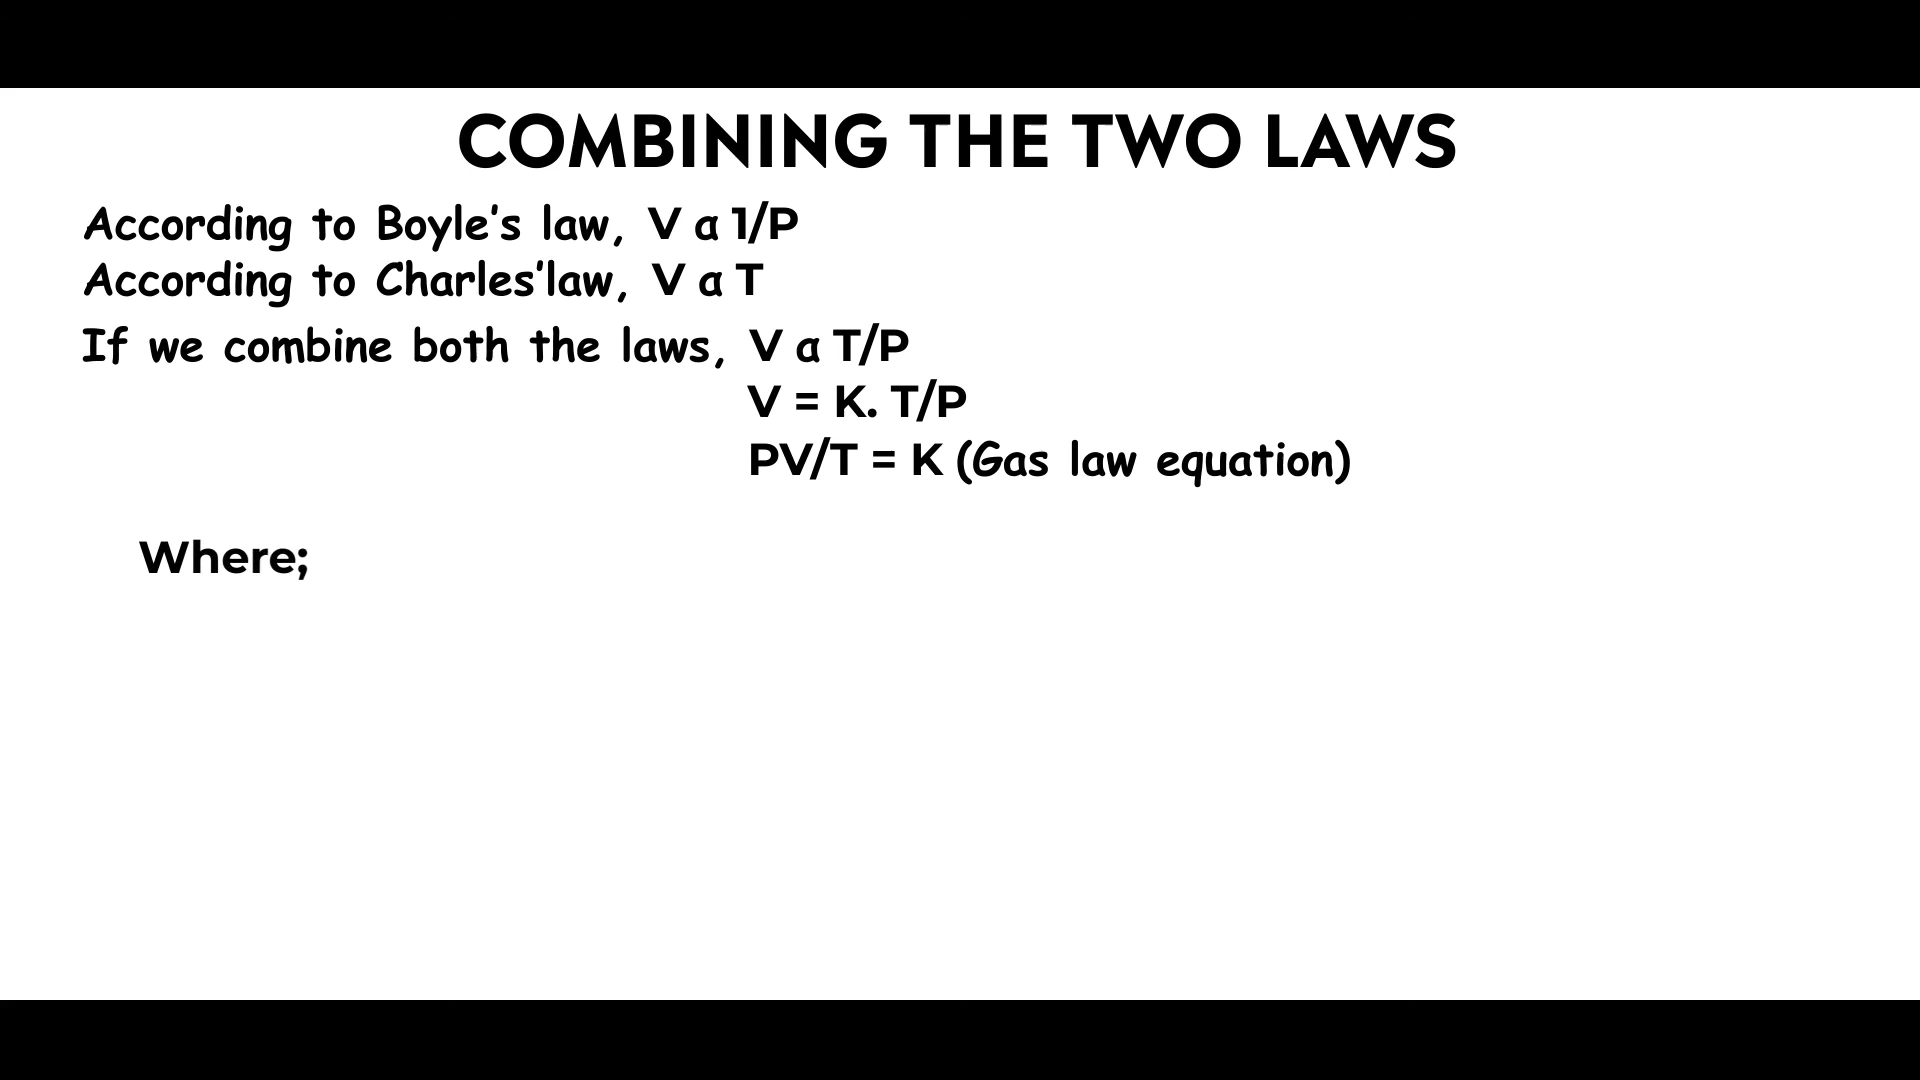 COMBINING THE TWO LAWS
According to Boyle's law, V α 1/P
According to Charles'law, V α T
If we combine both the laws, V α T/P
V = K. T/P
PV/T = K (Gas law equation)
Where;